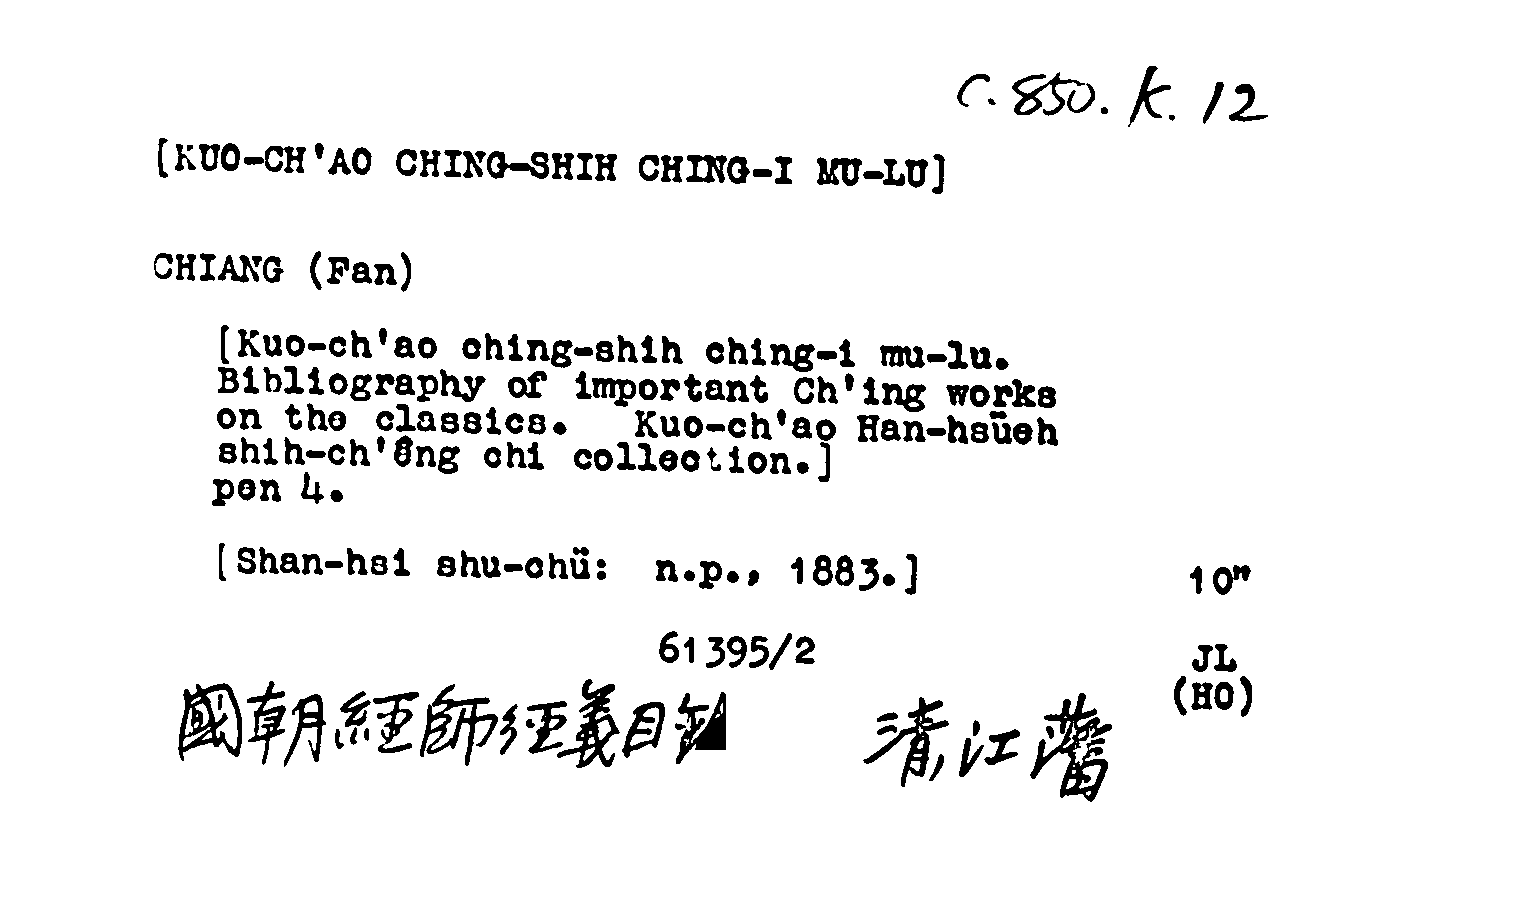 C.850.K.12
[KUO-CH'AO CHING-SHIH CHING-I MU-LU]
CHIANG (Fan)
[Kuo-ch'ao ching-shih ching-i mu-lu.
Bibliography of important Ch'ing works
on the classics. Kuo-ch'ao Han-hsüeh
shih-ch'êng chi collection.]
pen 4.
[Shan-hsi shu-chü: n.p., 1883.]
10"
61395/2
JL
(HO)
國朝經師经義目
清江藩